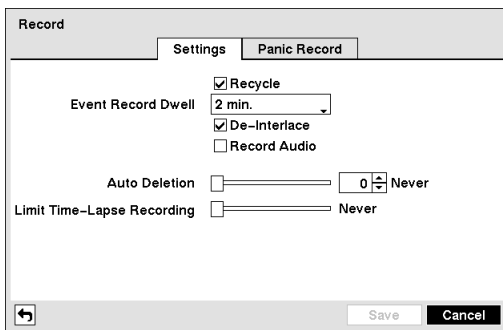 Record
Settings Panic Record
Recycle
Event Record Dwell 2 min.
De-Interlace
Record Audio
Auto Deletion 0 Never
Limit Time-Lapse Recording Never
Save Cancel